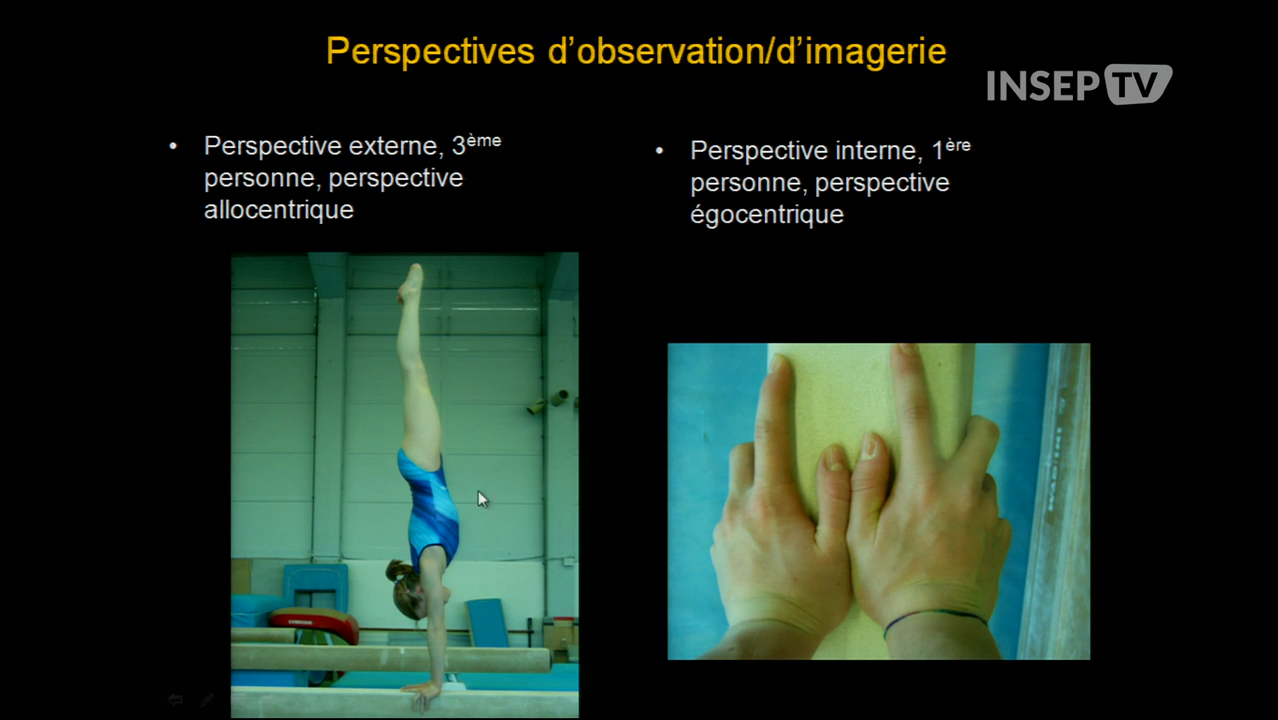 Perspectives d'observation/d'imagerie
INSEP TV
• Perspective externe, 3ème
personne, perspective
allocentrique
• Perspective interne, 1ère
personne, perspective
égocentrique